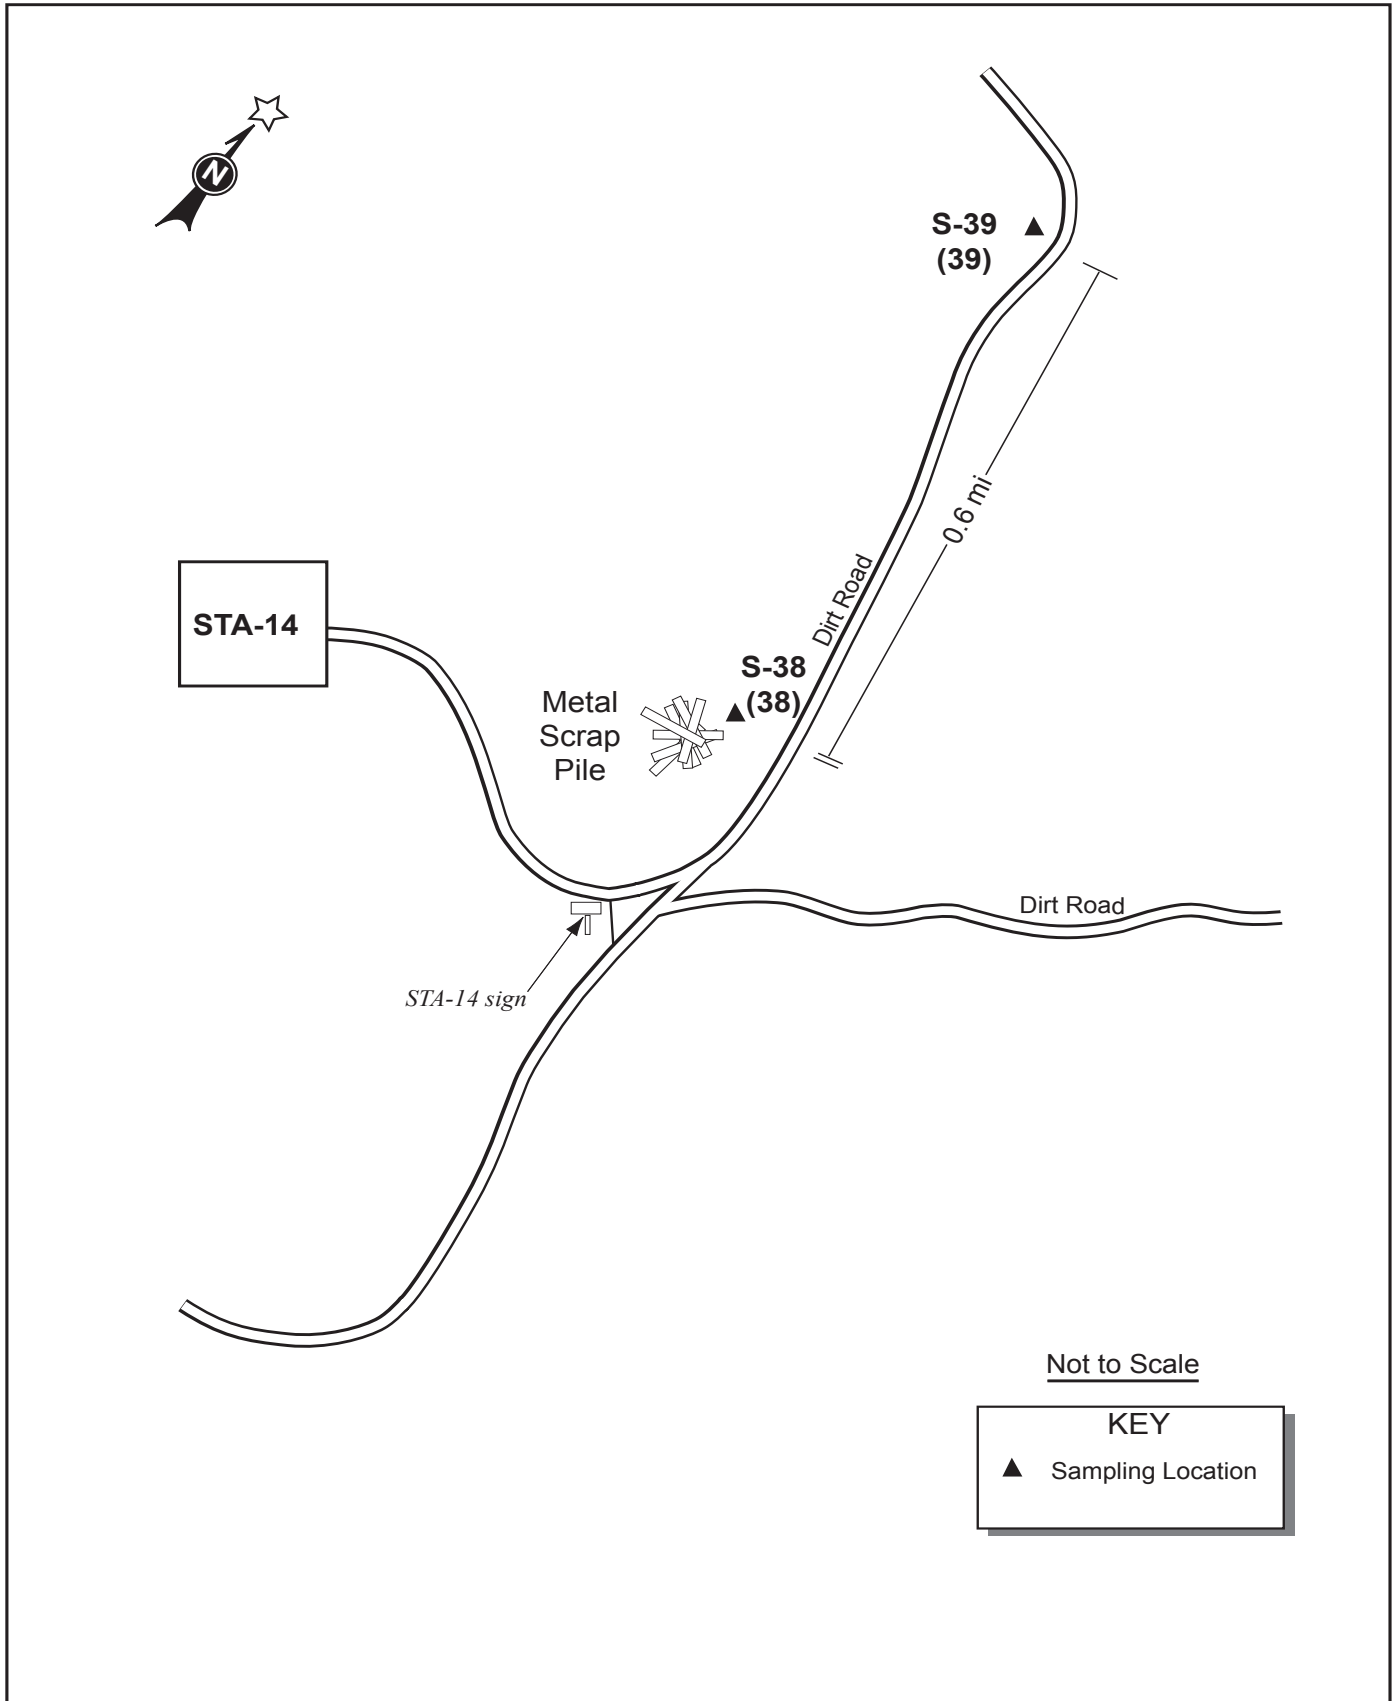 N
S-39
(39)
0.6 mi
Dirt Road
STA-14
S-38
(38)
Metal
Scrap
Pile
Dirt Road
STA-14 sign
Not to Scale
KEY
Sampling Location